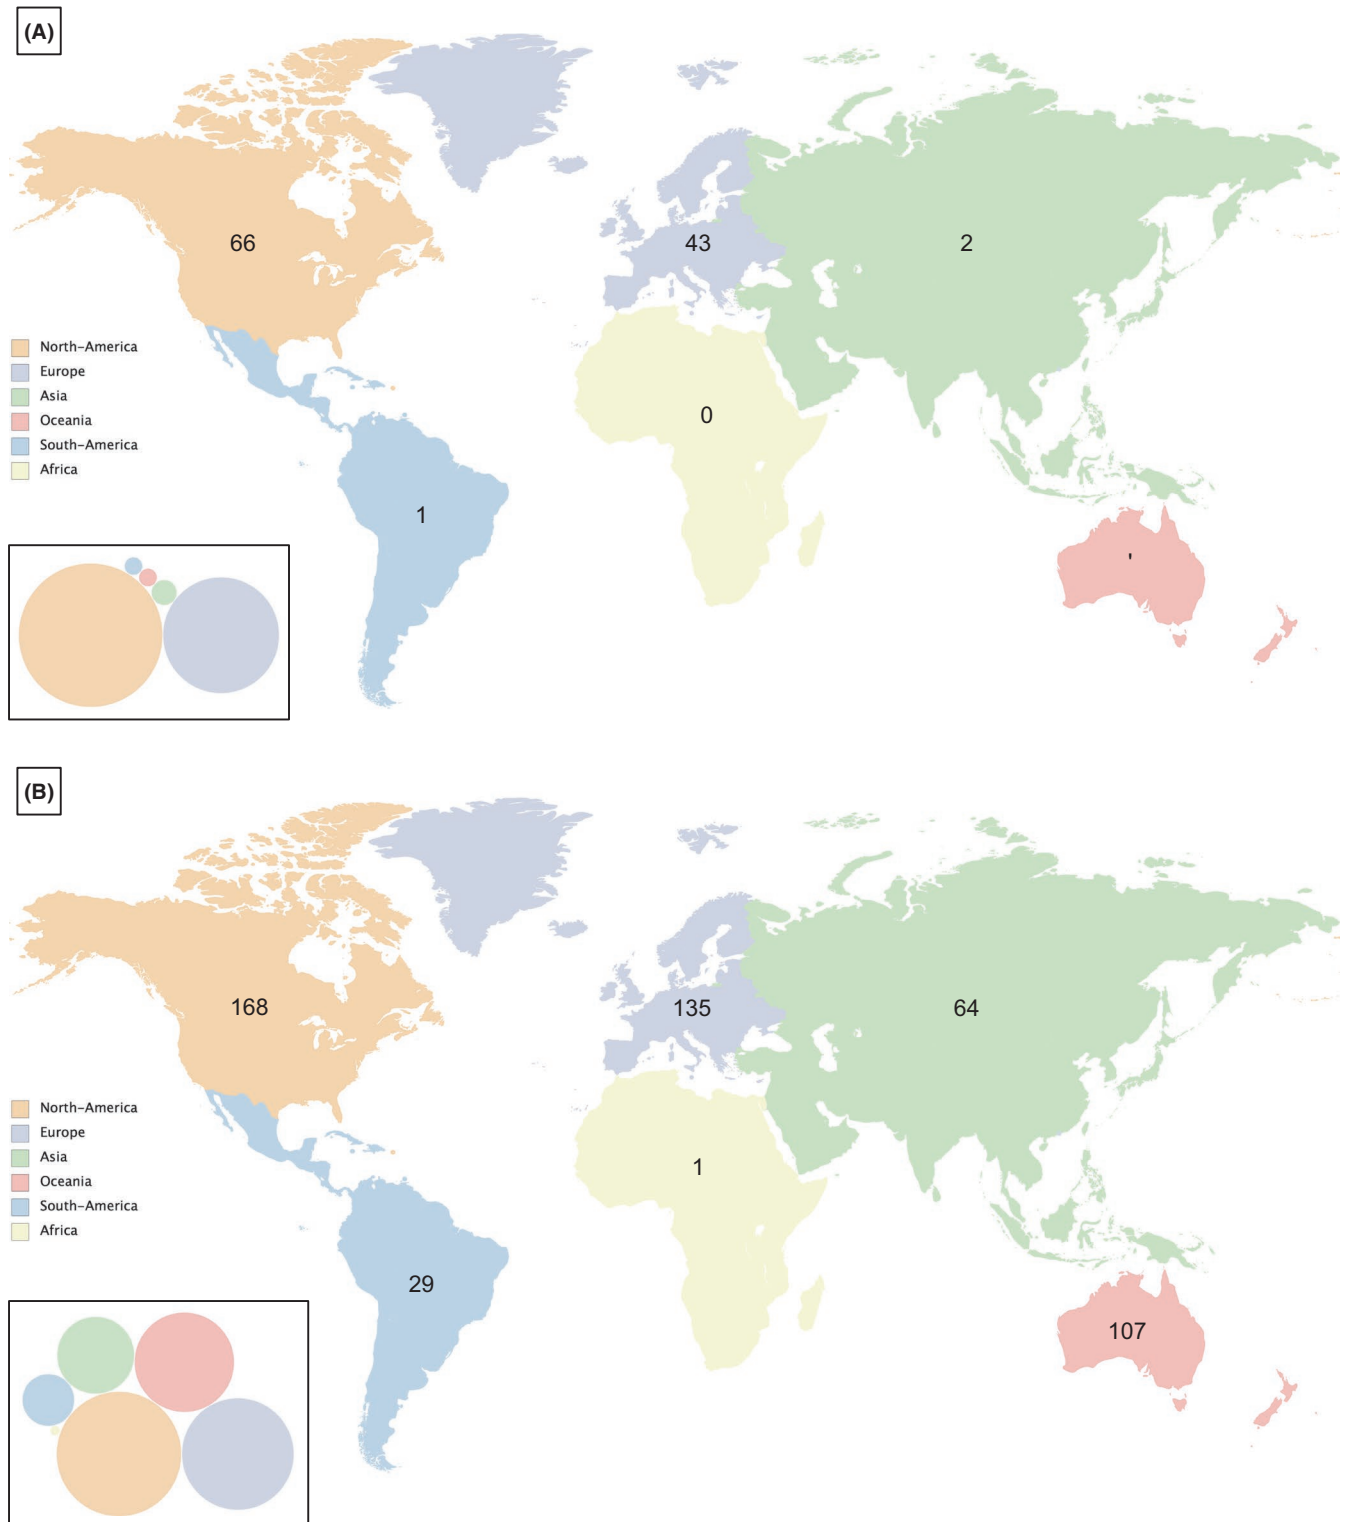 (A)
66
43
2
North-America
Europe
Asia
Oceania
South-America
Africa
0
1
'
(B)
168
135
64
North-America
Europe
Asia
Oceania
South-America
Africa
1
29
107